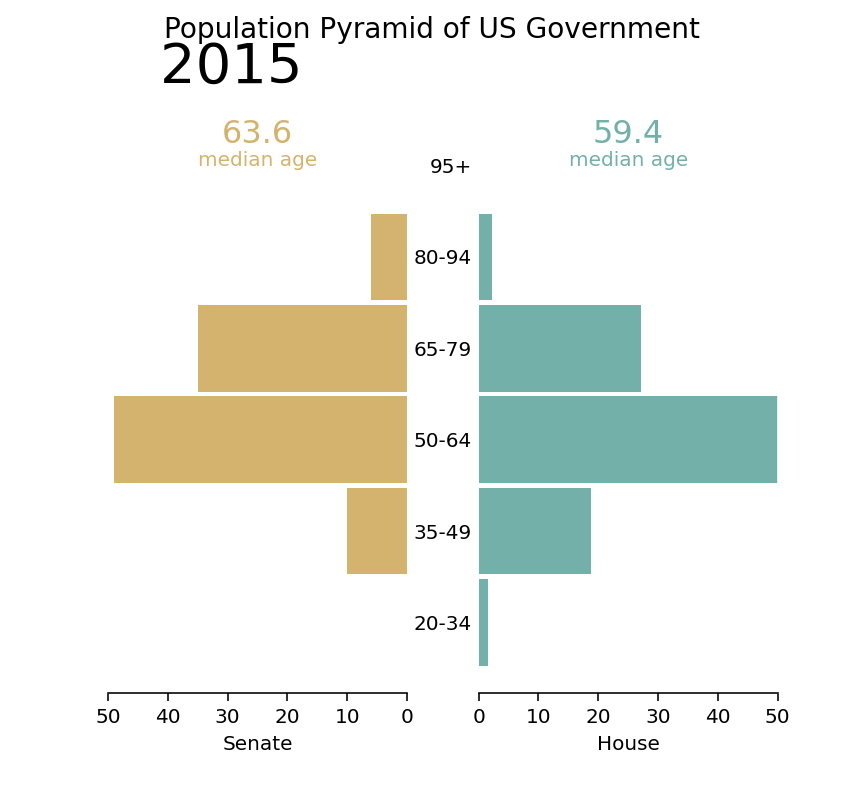 Population Pyramid of US Government
2015
63.6
median age
59.4
median age
95+
80-94
65-79
50-64
35-49
20-34
50 40 30 20 10 0
Senate
0 10 20 30 40 50
House